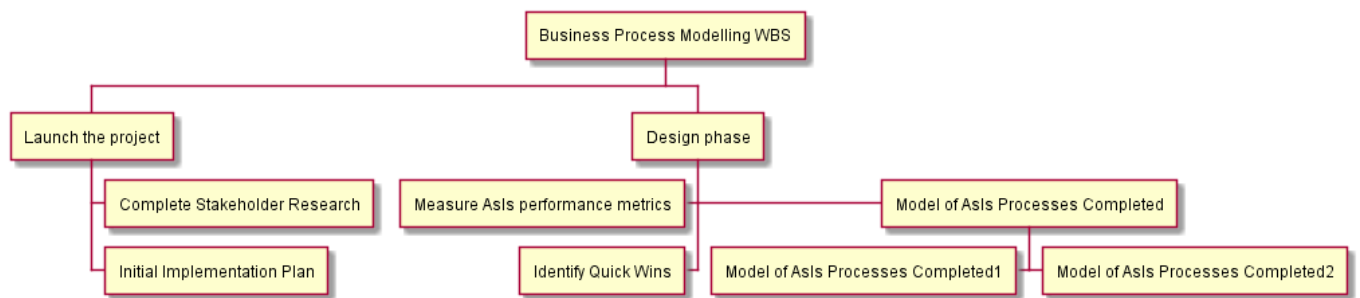 Business Process Modelling WBS
Launch the project
Design phase
Complete Stakeholder Research
Measure AsIs performance metrics
Model of AsIs Processes Completed
Initial Implementation Plan
Identify Quick Wins
Model of AsIs Processes Completed1
Model of AsIs Processes Completed2